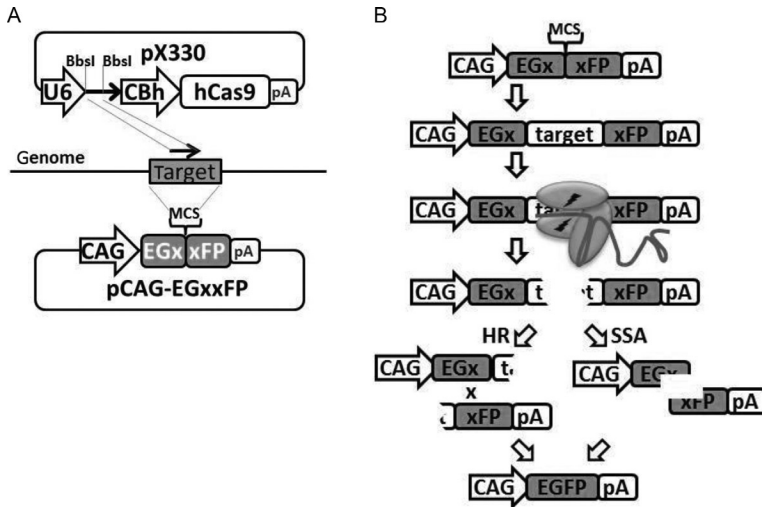 A
pX330
BbsI BbsI
U6 CBh hCas9 pA
Genome
Target
MCS
CAG EGx xFP pA
pCAG-EGxxFP
B
MCS
CAG EGx xFP pA
CAG EGx target xFP pA
CAG EGx xFP pA
CAG EGx t t xFP pA
HR SSA
CAG EGx t
CAG EGx
x
xFP pA
xFP pA
CAG EGFP pA